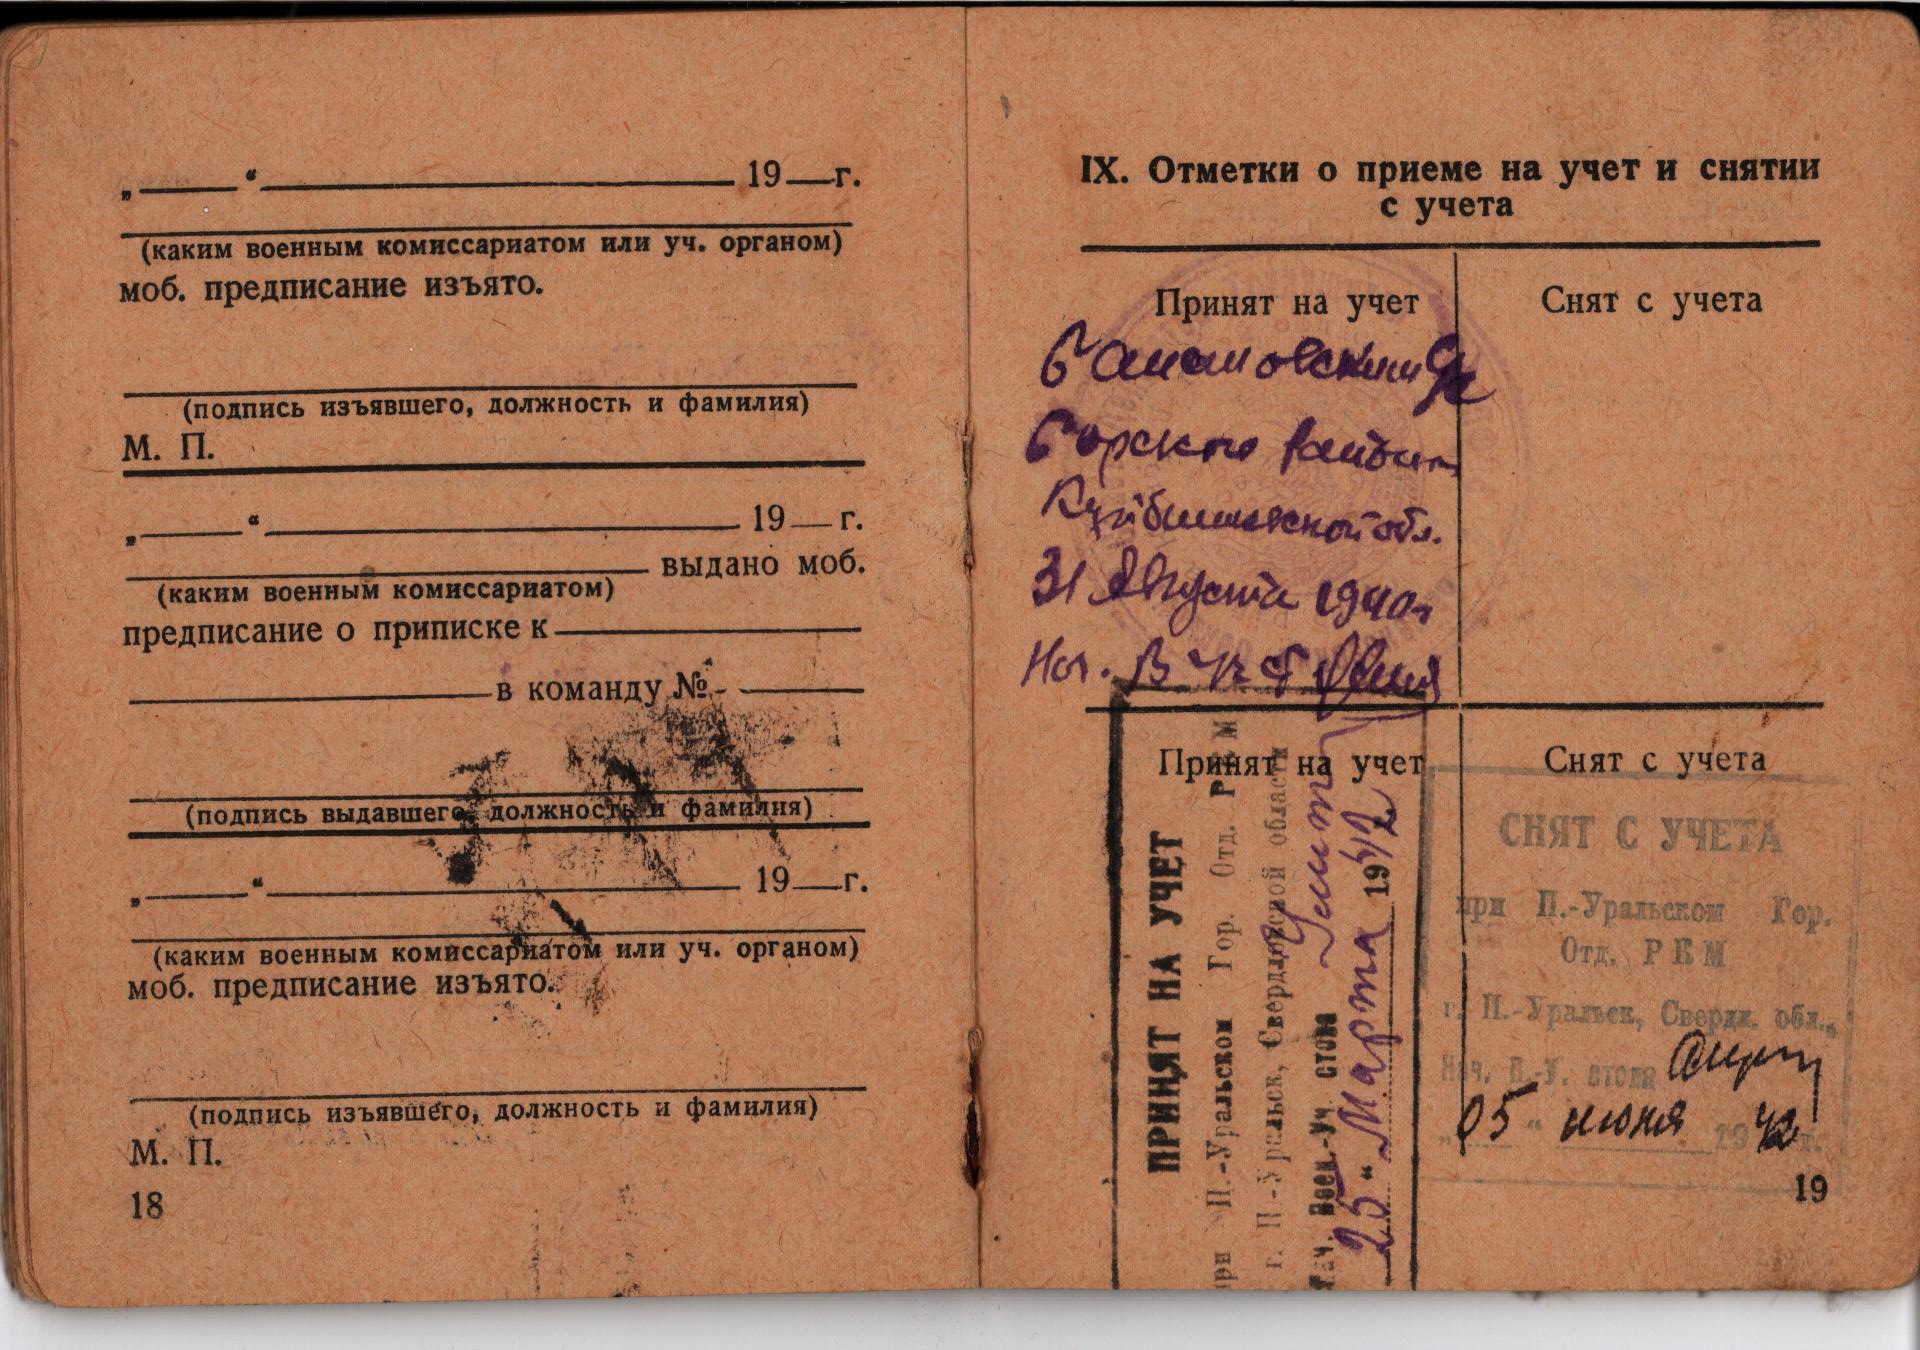 „ “ 19 г.
(каким военным комиссариатом или уч. органом)
моб. предписание изъято.
(подпись изъявшего, должность и фамилия)
М. П.
„ “ 19 г.
выдано моб.
(каким военным комиссариатом)
предписание о приписке к
в команду №
(подпись выдавшего, должность и фамилия)
„ “ 19 г.
(каким военным комиссариатом или уч. органом)
моб. предписание изъято.
(подпись изъявшего, должность и фамилия)
М. П.
18
IX. Отметки о приеме на учет и снятии
с учета
Принят на учет
Снят с учета
Борского района
Куйбышевской обл.
31 Августа 1940г
Нач. В
Принят на учет
Снят с учета
ПРИНЯТ НА УЧЕТ
при П.-Уральском Гор. Отд. РКМ
г. П.-Уральск, Свердловской области
Нач. Воен.-Уч. стола
25 “ Марта 1942
СНЯТ С УЧЕТА
при П.-Уральском Гор.
Отд. РКМ
г. П.-Уральск, Свердл. обл.,
Нач. В.-У. стола
„05“ июня 1942 г.
19